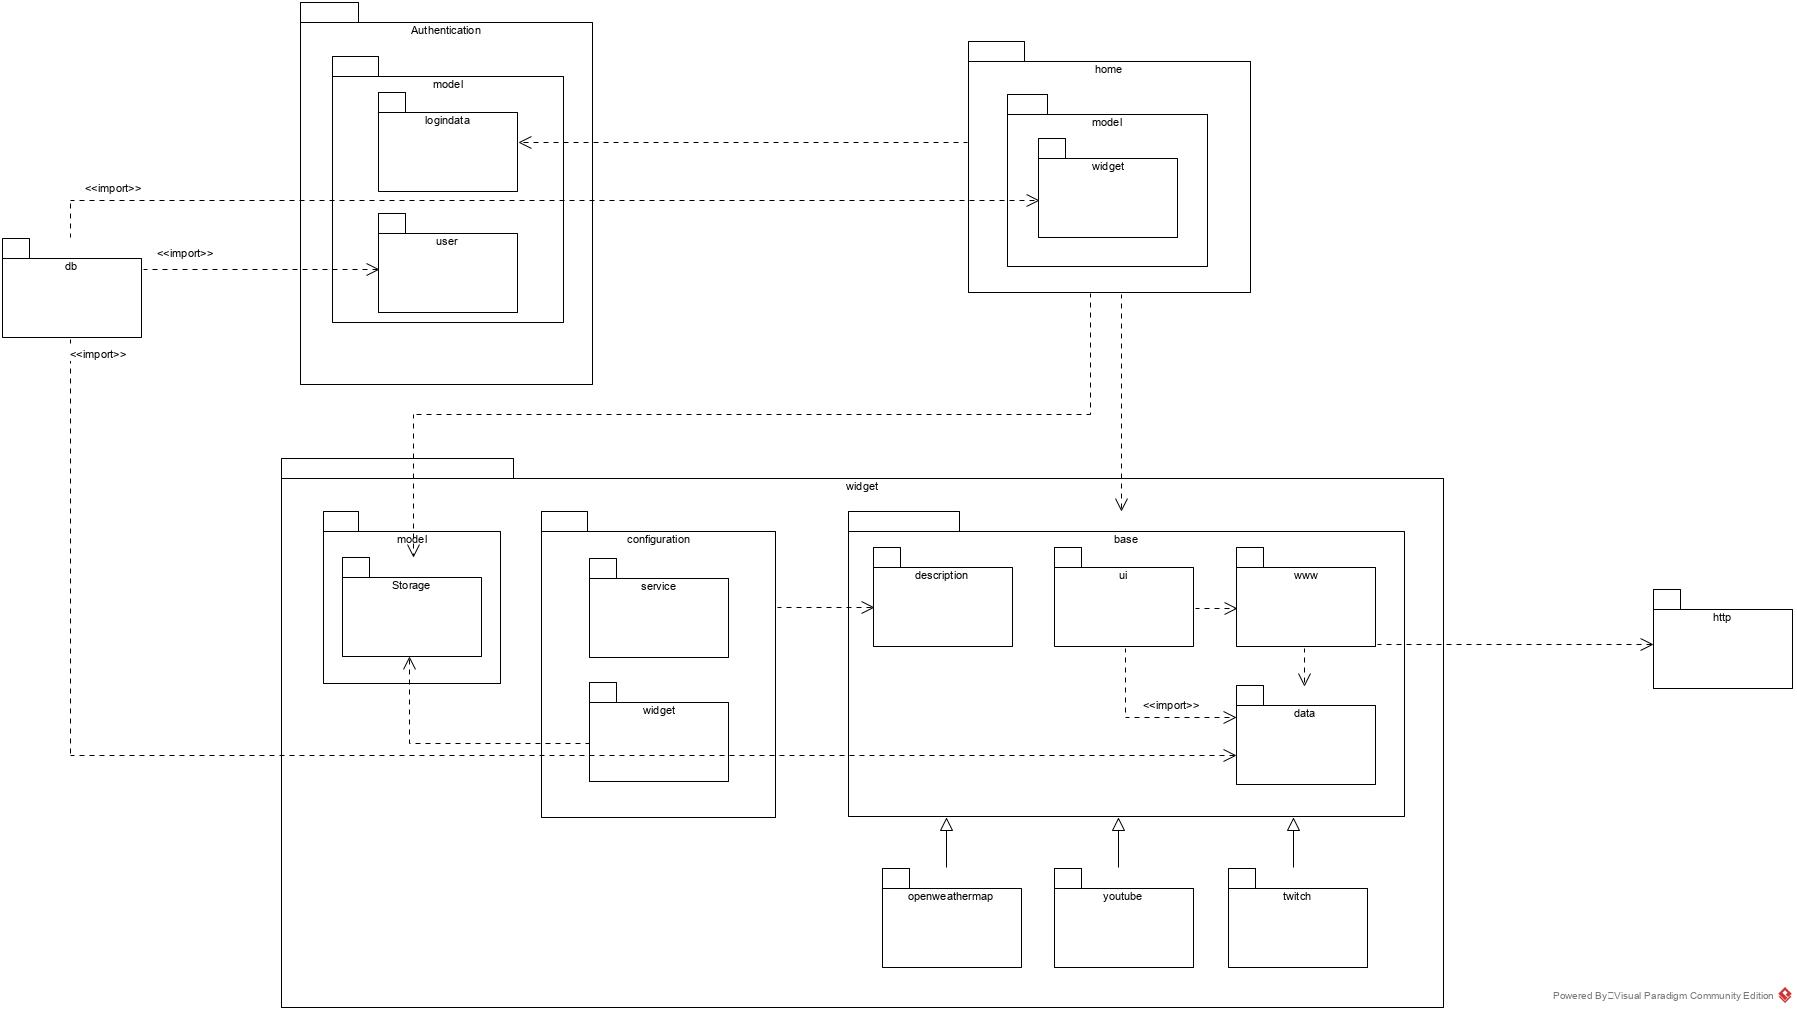 Authentication
home
model
logindata
model
widget
<<import>>
user
<<import>>
db
<<import>>
widget
model
configuration
base
Storage
service
description
ui
www
http
widget
<<import>>
data
openweathermap
youtube
twitch
Powered By Visual Paradigm Community Edition